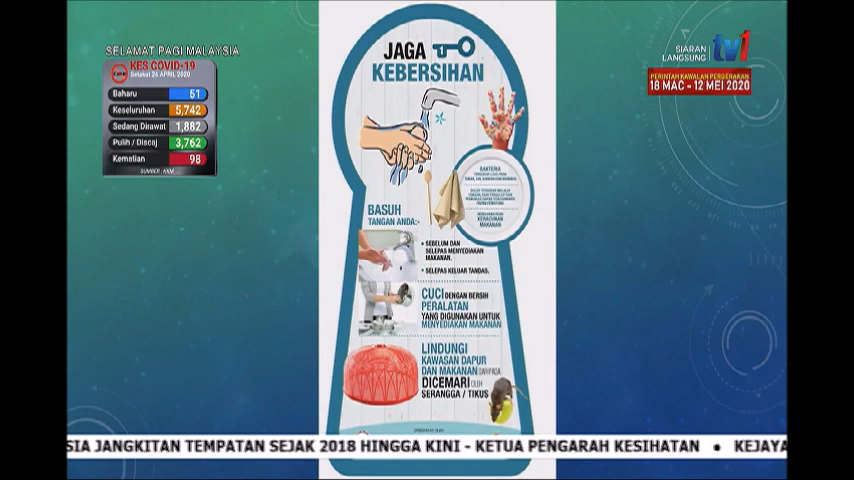 SELAMAT PAGI MALAYSIA
KES COVID-19
Setakat 26 APRIL 2020
Baharu 51
Keseluruhan 5,742
Sedang Dirawat 1,882
Pulih / Discaj 3,762
Kematian 98
SUMBER : KKM
SIARAN
LANGSUNG
tv1
PERINTAH KAWALAN PERGERAKAN
18 MAC - 12 MEI 2020
JAGA
KEBERSIHAN
BAKTERIA
KERACUNAN
MAKANAN
BASUH
TANGAN ANDA:-
• SEBELUM DAN
SELEPAS MENYEDIAKAN
MAKANAN.
• SELEPAS KELUAR TANDAS.
CUCI DENGAN BERSIH
PERALATAN
YANG DIGUNAKAN UNTUK
MENYEDIAKAN MAKANAN
LINDUNGI
KAWASAN DAPUR
DAN MAKANAN DARIPADA
DICEMARI OLEH
SERANGGA / TIKUS
SIA JANGKITAN TEMPATAN SEJAK 2018 HINGGA KINI - KETUA PENGARAH KESIHATAN • KEJAYA